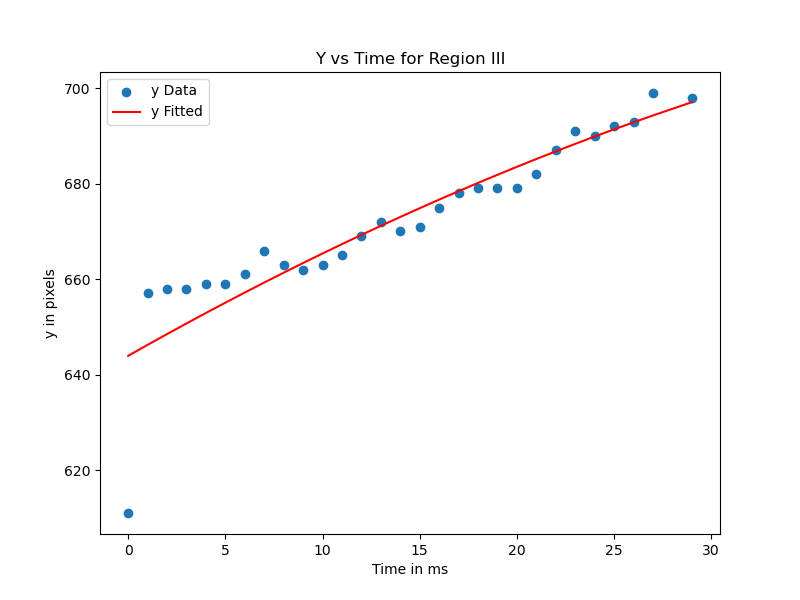 Y vs Time for Region III
y Data
y Fitted
700
680
660
640
620
y in pixels
0 5 10 15 20 25 30
Time in ms